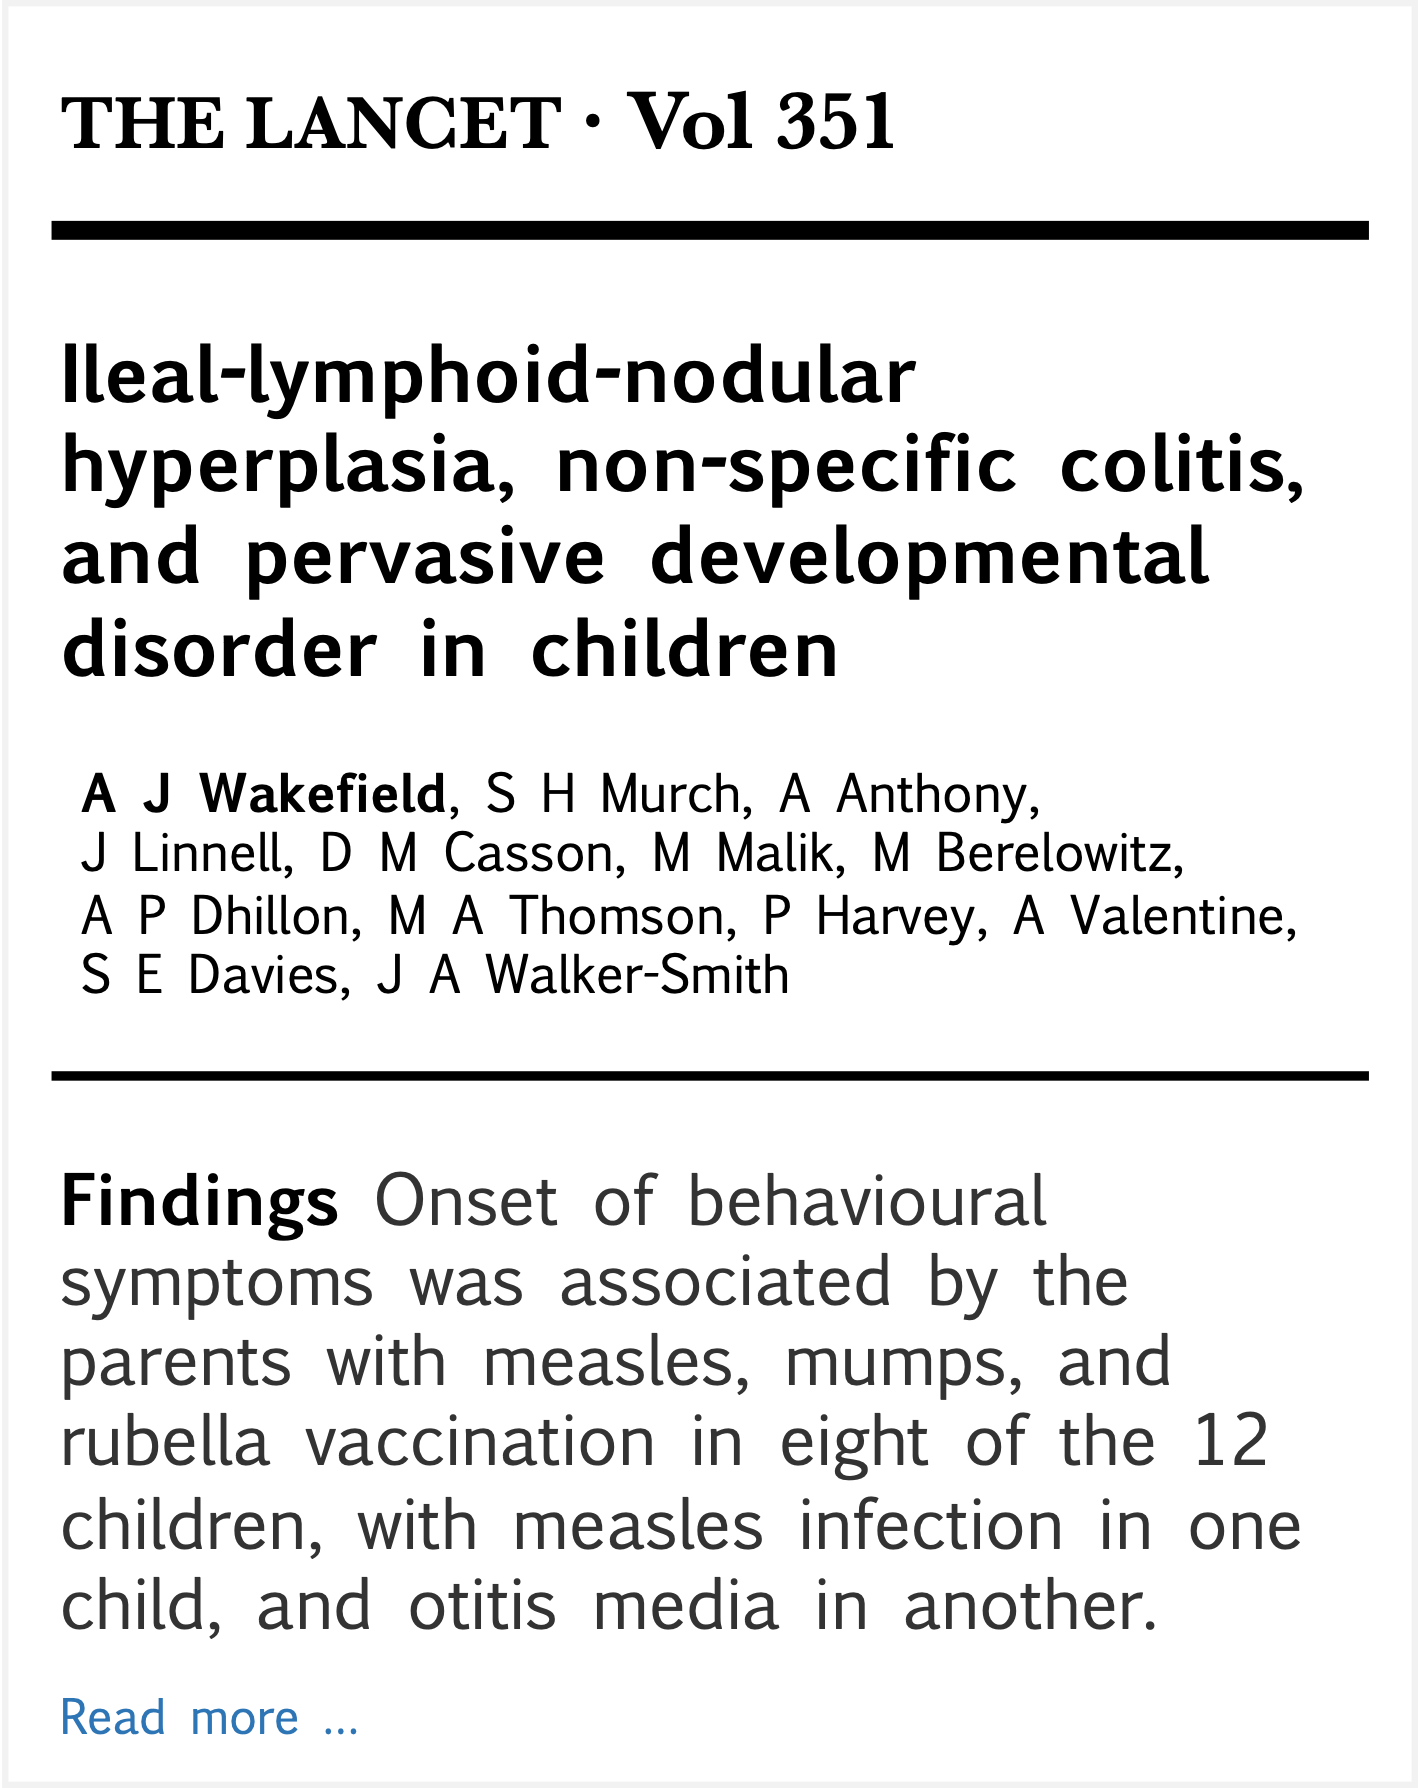 THE LANCET · Vol 351
Ileal-lymphoid-nodular
hyperplasia, non-specific colitis,
and pervasive developmental
disorder in children
A J Wakefield, S H Murch, A Anthony,
J Linnell, D M Casson, M Malik, M Berelowitz,
A P Dhillon, M A Thomson, P Harvey, A Valentine,
S E Davies, J A Walker-Smith
Findings Onset of behavioural
symptoms was associated by the
parents with measles, mumps, and
rubella vaccination in eight of the 12
children, with measles infection in one
child, and otitis media in another.
Read more ...